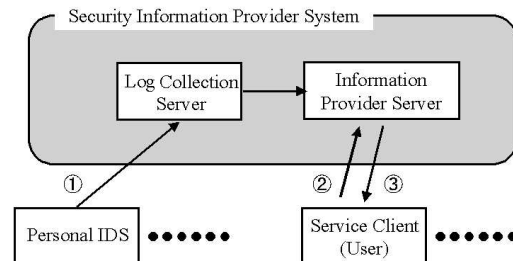 Security Information Provider System
Log Collection
Server
Information
Provider Server
①
②
③
Personal IDS
Service Client
(User)